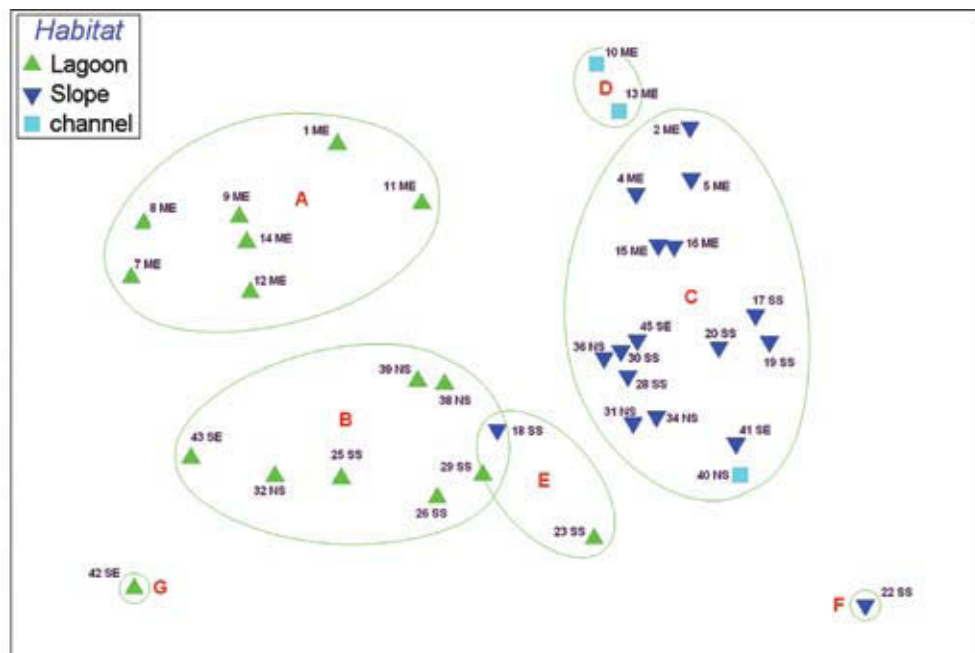 Habitat
Lagoon
Slope
channel
10 ME
D
13 ME
2 ME
1 ME
4 ME
5 ME
11 ME
9 ME
A
8 ME
14 ME
15 ME
16 ME
7 ME
12 ME
C
17 SS
45 SE
20 SS
36 NS
30 SS
19 SS
39 NS
28 SS
38 NS
31 NS
34 NS
B
18 SS
41 SE
43 SE
25 SS
29 SS
E
40 NS
32 NS
26 SS
23 SS
42 SE
G
F
22 SS